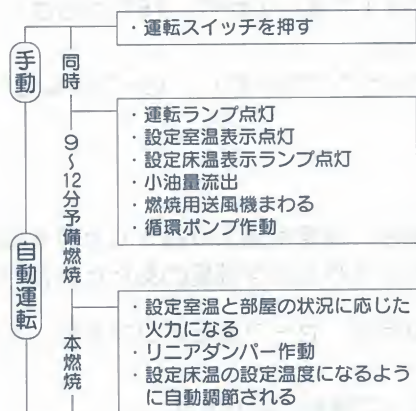 ・運転スイッチを押す
手動
同時
・運転ランプ点灯
・設定室温表示点灯
・設定床温表示ランプ点灯
・小油量流出
・燃焼用送風機まわる
・循環ポンプ作動
9〜12分予備燃焼
自動運転
・設定室温と部屋の状況に応じた
火力になる
・リニアダンパー作動
・設定床温の設定温度になるよう
に自動調節される
本燃焼